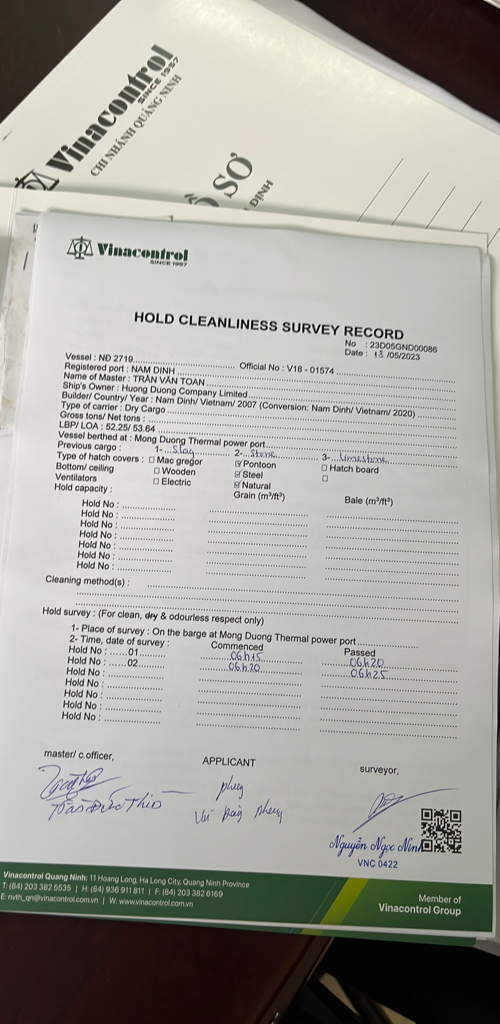 Vinacontrol
SINCE 1957
CHI NHÁNH QUẢNG NINH
SƠ
ĐỊNH
Vinacontrol
SINCE 1957
HOLD CLEANLINESS SURVEY RECORD
No : 23D05GND00086
Date : 18 /05/2023
Vessel : NĐ 2719
Official No : V18 - 01574
Registered port : NAM DINH
Name of Master : TRẦN VĂN TOAN
Ship's Owner : Huong Duong Company Limited
Builder/ Country/ Year : Nam Dinh/ Vietnam/ 2007 (Conversion: Nam Dinh/ Vietnam/ 2020)
Type of carrier : Dry Cargo
Gross tons/ Net tons :
LBP/ LOA : 52.25/ 53.64
Vessel berthed at : Mong Duong Thermal power port
Previous cargo : 1- Slag 2- Stone 3- Limestone
Type of hatch covers : ☐ Mac gregor ☑ Pontoon ☐ Hatch board
Bottom/ ceiling ☐ Wooden ☑ Steel ☐
Ventilators ☐ Electric ☑ Natural
Hold capacity : Grain (m³/ft³) Bale (m³/ft³)
Hold No :
Hold No :
Hold No :
Hold No :
Hold No :
Hold No :
Hold No :
Cleaning method(s) :
Hold survey : (For clean, dry & odourless respect only)
1- Place of survey : On the barge at Mong Duong Thermal power port
2- Time, date of survey : Commenced Passed
Hold No : 01 06h15 06h20
Hold No : 02 06h20 06h25
Hold No :
Hold No :
Hold No :
Hold No :
Hold No :
master/ c.officer, APPLICANT surveyor,
Nguyễn Ngọc Ninh
VNC 0422
Vinacontrol Quang Ninh: 11 Hoang Long, Ha Long City, Quang Ninh Province
T: (84) 203 382 5535 | H: (84) 936 911 811 | F: (84) 203 382 6169
E: nvth_qn@vinacontrol.com.vn | W: www.vinacontrol.com.vn
Member of
Vinacontrol Group